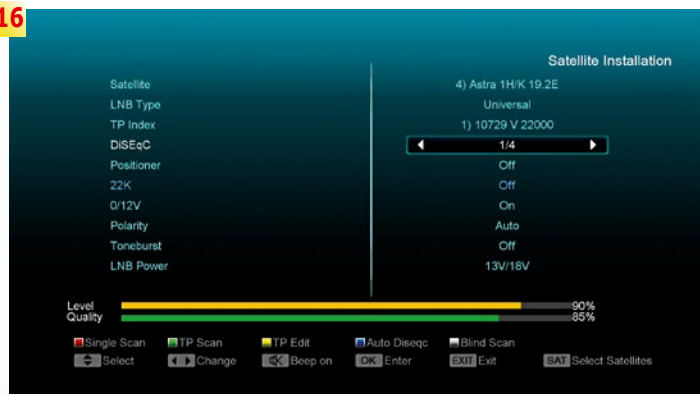 16
Satellite Installation
Satellite 4) Astra 1H/K 19.2E
LNB Type Universal
TP Index 1) 10729 V 22000
DiSEqC 1/4
Positioner Off
22K Off
0/12V On
Polarity Auto
Toneburst Off
LNB Power 13V/18V
Level 90%
Quality 85%
Single Scan TP Scan TP Edit Auto Diseqc Blind Scan
Select Change Beep on OK Enter EXIT Exit SAT Select Satellites